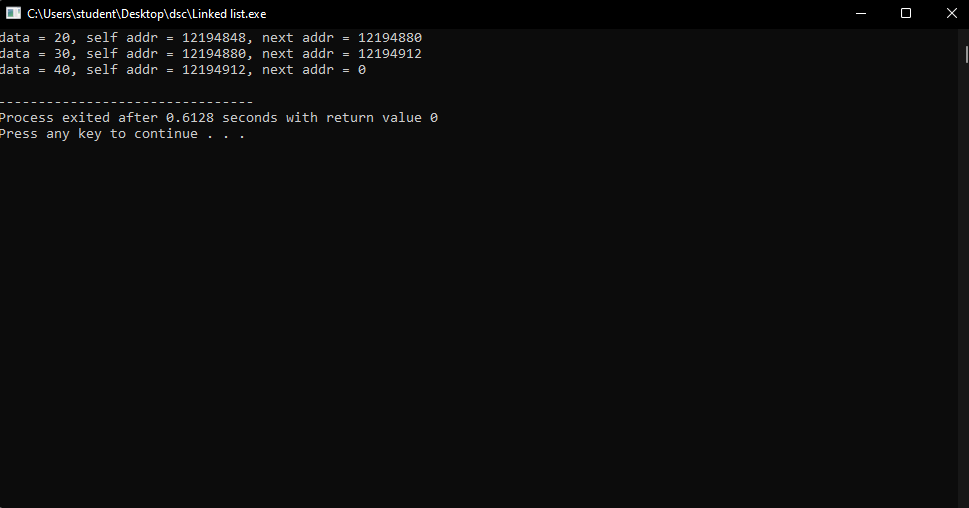 C:\Users\student\Desktop\dsc\Linked list.exe
data = 20, self addr = 12194848, next addr = 12194880
data = 30, self addr = 12194880, next addr = 12194912
data = 40, self addr = 12194912, next addr = 0
--------------------------------
Process exited after 0.6128 seconds with return value 0
Press any key to continue . . .